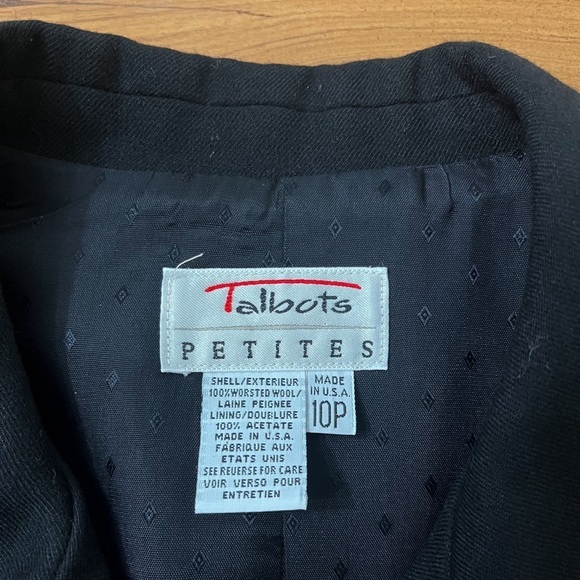 Talbots
PETITES
SHELL/EXTERIEUR
100% WORSTED WOOL/
LAINE PEIGNEE
LINING/DOUBLURE
100% ACETATE
MADE IN U.S.A.
FABRIQUE AUX
ETATS UNIS
SEE REVERSE FOR CARE
VOIR VERSO POUR
ENTRETIEN
MADE
IN U.S.A.
10P